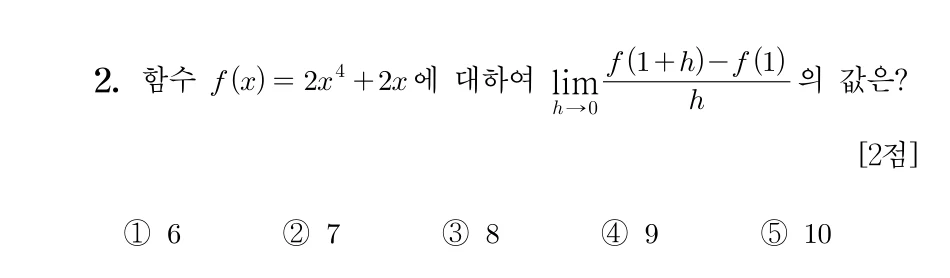 2. 함수 f(x) = 2x⁴ + 2x에 대하여 lim_{h→0} \frac{f(1+h)-f(1)}{h} 의 값은?
[2점]
① 6 ② 7 ③ 8 ④ 9 ⑤ 10